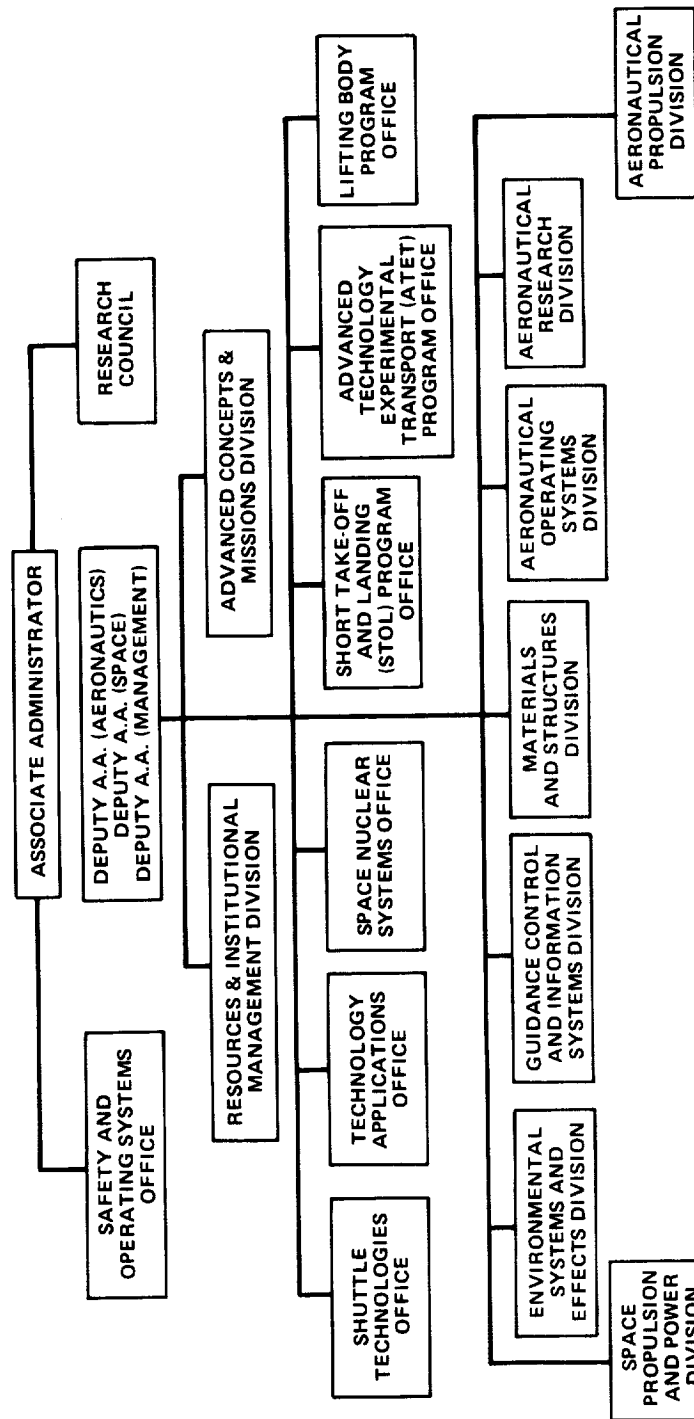 ASSOCIATE ADMINISTRATOR
SAFETY AND
OPERATING SYSTEMS
OFFICE
DEPUTY A.A. (AERONAUTICS)
DEPUTY A.A. (SPACE)
DEPUTY A.A. (MANAGEMENT)
RESEARCH
COUNCIL
RESOURCES & INSTITUTIONAL
MANAGEMENT DIVISION
ADVANCED CONCEPTS &
MISSIONS DIVISION
SHUTTLE
TECHNOLOGIES
OFFICE
TECHNOLOGY
APPLICATIONS
OFFICE
SPACE NUCLEAR
SYSTEMS OFFICE
SHORT TAKE-OFF
AND LANDING
(STOL) PROGRAM
OFFICE
ADVANCED
TECHNOLOGY
EXPERIMENTAL
TRANSPORT (ATET)
PROGRAM OFFICE
LIFTING BODY
PROGRAM
OFFICE
SPACE
PROPULSION
AND POWER
DIVISION
ENVIRONMENTAL
SYSTEMS AND
EFFECTS DIVISION
GUIDANCE CONTROL
AND INFORMATION
SYSTEMS DIVISION
MATERIALS
AND STRUCTURES
DIVISION
AERONAUTICAL
OPERATING
SYSTEMS
DIVISION
AERONAUTICAL
RESEARCH
DIVISION
AERONAUTICAL
PROPULSION
DIVISION